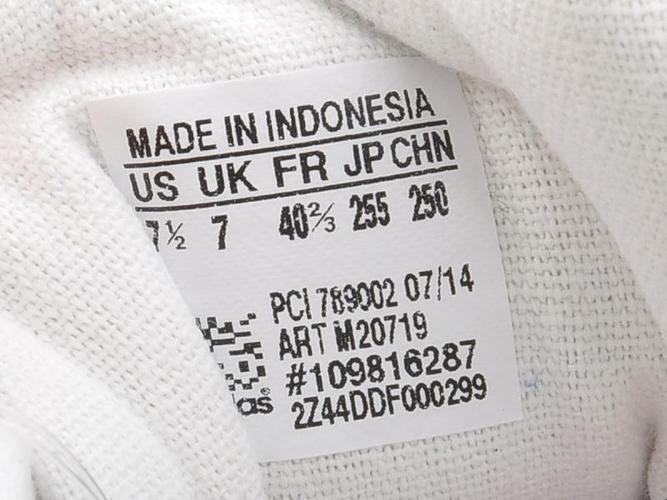 MADE IN INDONESIA
US UK FR JP CHN
7½ 7 40⅔ 255 250
PCI 789002 07/14
ART M20719
#109816287
2Z44DDF000299